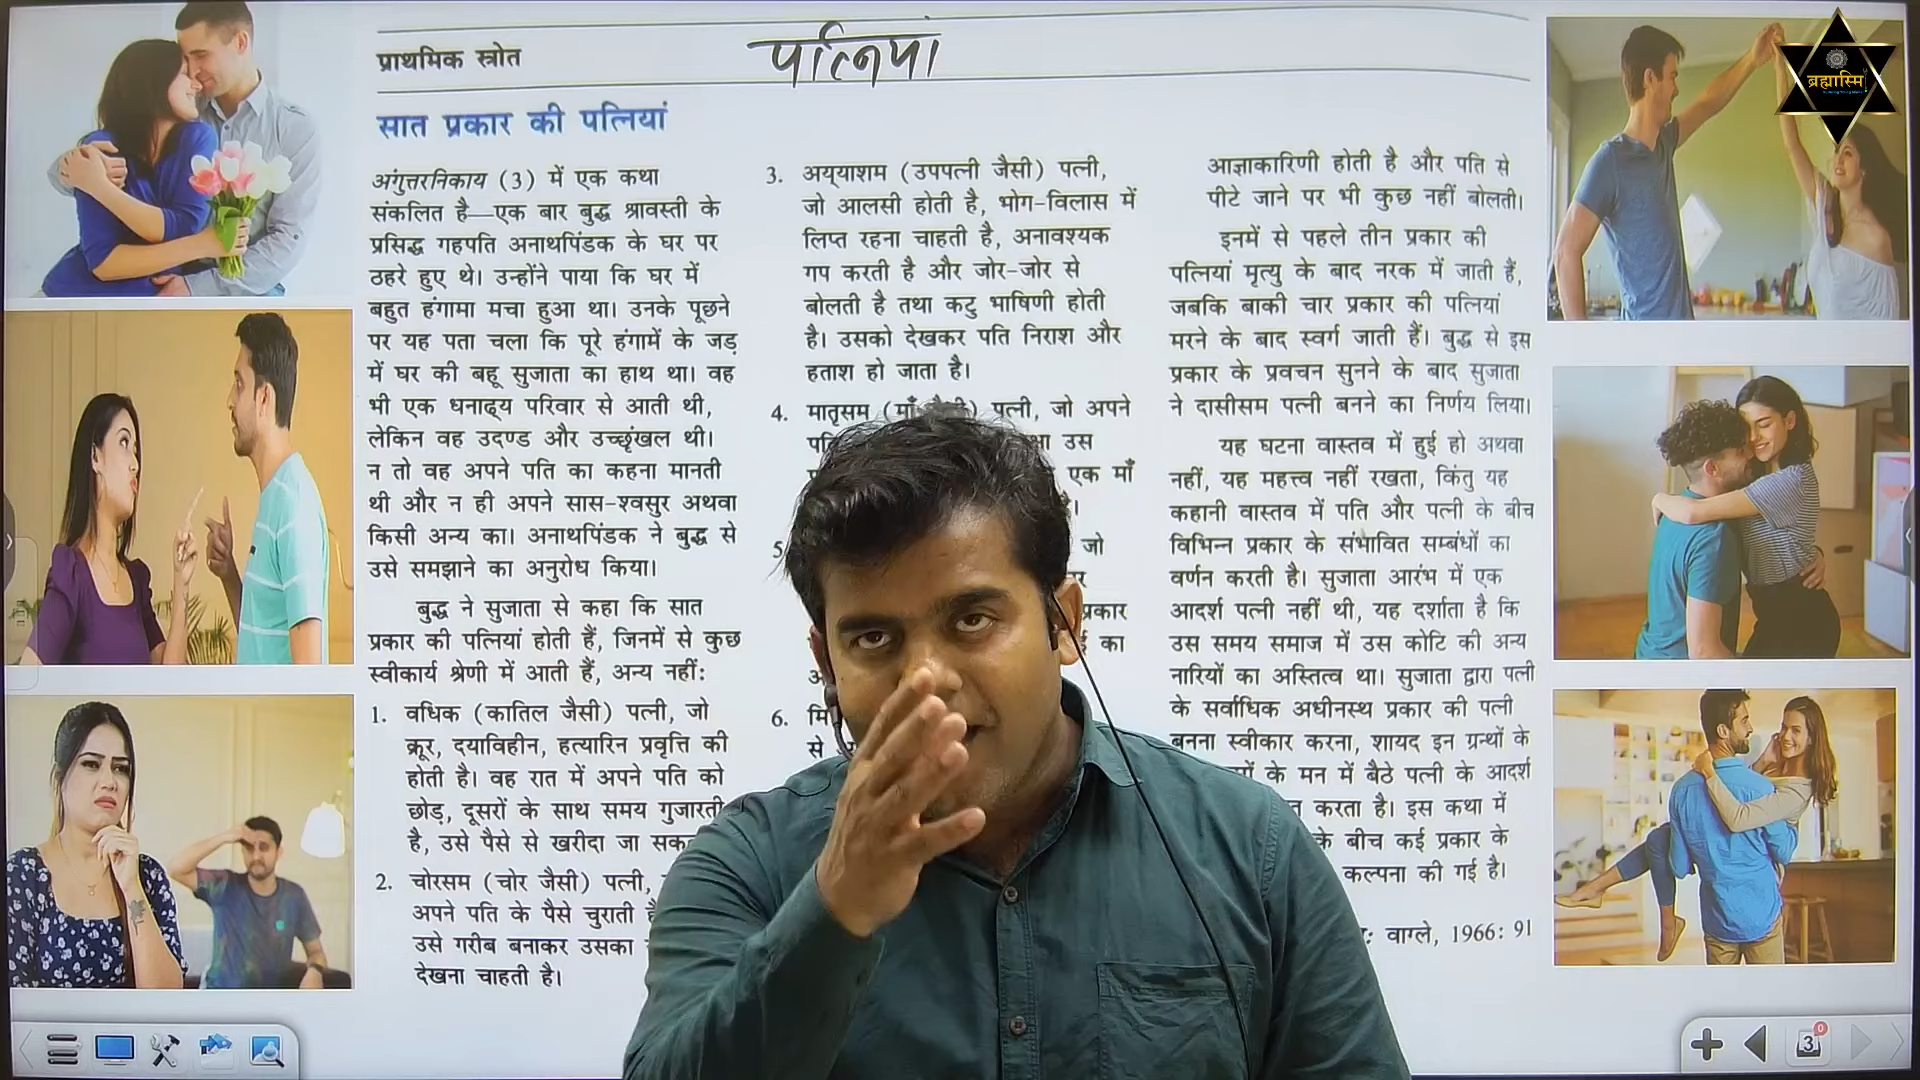 प्राथमिक स्त्रोत
पत्निया
ब्रह्मास्मि
सात प्रकार की पत्नियां
अंगुत्तरनिकाय (3) में एक कथा
संकलित है—एक बार बुद्ध श्रावस्ती के
प्रसिद्ध गहपति अनाथपिंडक के घर पर
ठहरे हुए थे। उन्होंने पाया कि घर में
बहुत हंगामा मचा हुआ था। उनके पूछने
पर यह पता चला कि पूरे हंगामें के जड़
में घर की बहू सुजाता का हाथ था। वह
भी एक धनाढ्य परिवार से आती थी,
लेकिन वह उदण्ड और उच्छृंखल थी।
न तो वह अपने पति का कहना मानती
थी और न ही अपने सास-श्वसुर अथवा
किसी अन्य का। अनाथपिंडक ने बुद्ध से
उसे समझाने का अनुरोध किया।
बुद्ध ने सुजाता से कहा कि सात
प्रकार की पत्नियां होती हैं, जिनमें से कुछ
स्वीकार्य श्रेणी में आती हैं, अन्य नहीं:
1. वधिक (कातिल जैसी) पत्नी, जो
क्रूर, दयाविहीन, हत्यारिन प्रवृत्ति की
होती है। वह रात में अपने पति को
छोड़, दूसरों के साथ समय गुजारती
है, उसे पैसे से खरीदा जा
2. चोरसम (चोर जैसी) पत्नी,
अपने पति के पैसे चुराती
उसे गरीब बनाकर उसका
देखना चाहती है।
3. अय्याशम (उपपत्नी जैसी) पत्नी,
जो आलसी होती है, भोग-विलास में
लिप्त रहना चाहती है, अनावश्यक
गप करती है और जोर-जोर से
बोलती है तथा कटु भाषिणी होती
है। उसको देखकर पति निराश और
हताश हो जाता है।
4. मातृसम पत्नी, जो अपने
उस
एक माँ
5. जो
प्रकार
का
6.
से
आज्ञाकारिणी होती है और पति से
पीटे जाने पर भी कुछ नहीं बोलती।
इनमें से पहले तीन प्रकार की
पत्नियां मृत्यु के बाद नरक में जाती हैं,
जबकि बाकी चार प्रकार की पत्नियां
मरने के बाद स्वर्ग जाती हैं। बुद्ध से इस
प्रकार के प्रवचन सुनने के बाद सुजाता
ने दासीसम पत्नी बनने का निर्णय लिया।
यह घटना वास्तव में हुई हो अथवा
नहीं, यह महत्त्व नहीं रखता, किंतु यह
कहानी वास्तव में पति और पत्नी के बीच
विभिन्न प्रकार के संभावित सम्बंधों का
वर्णन करती है। सुजाता आरंभ में एक
आदर्श पत्नी नहीं थी, यह दर्शाता है कि
उस समय समाज में उस कोटि की अन्य
नारियों का अस्तित्व था। सुजाता द्वारा पत्नी
के सर्वाधिक अधीनस्थ प्रकार की पत्नी
बनना स्वीकार करना, शायद इन ग्रन्थों के
के मन में बैठे पत्नी के आदर्श
करता है। इस कथा में
के बीच कई प्रकार के
कल्पना की गई है।
वाग्ले, 1966: 91
3
0